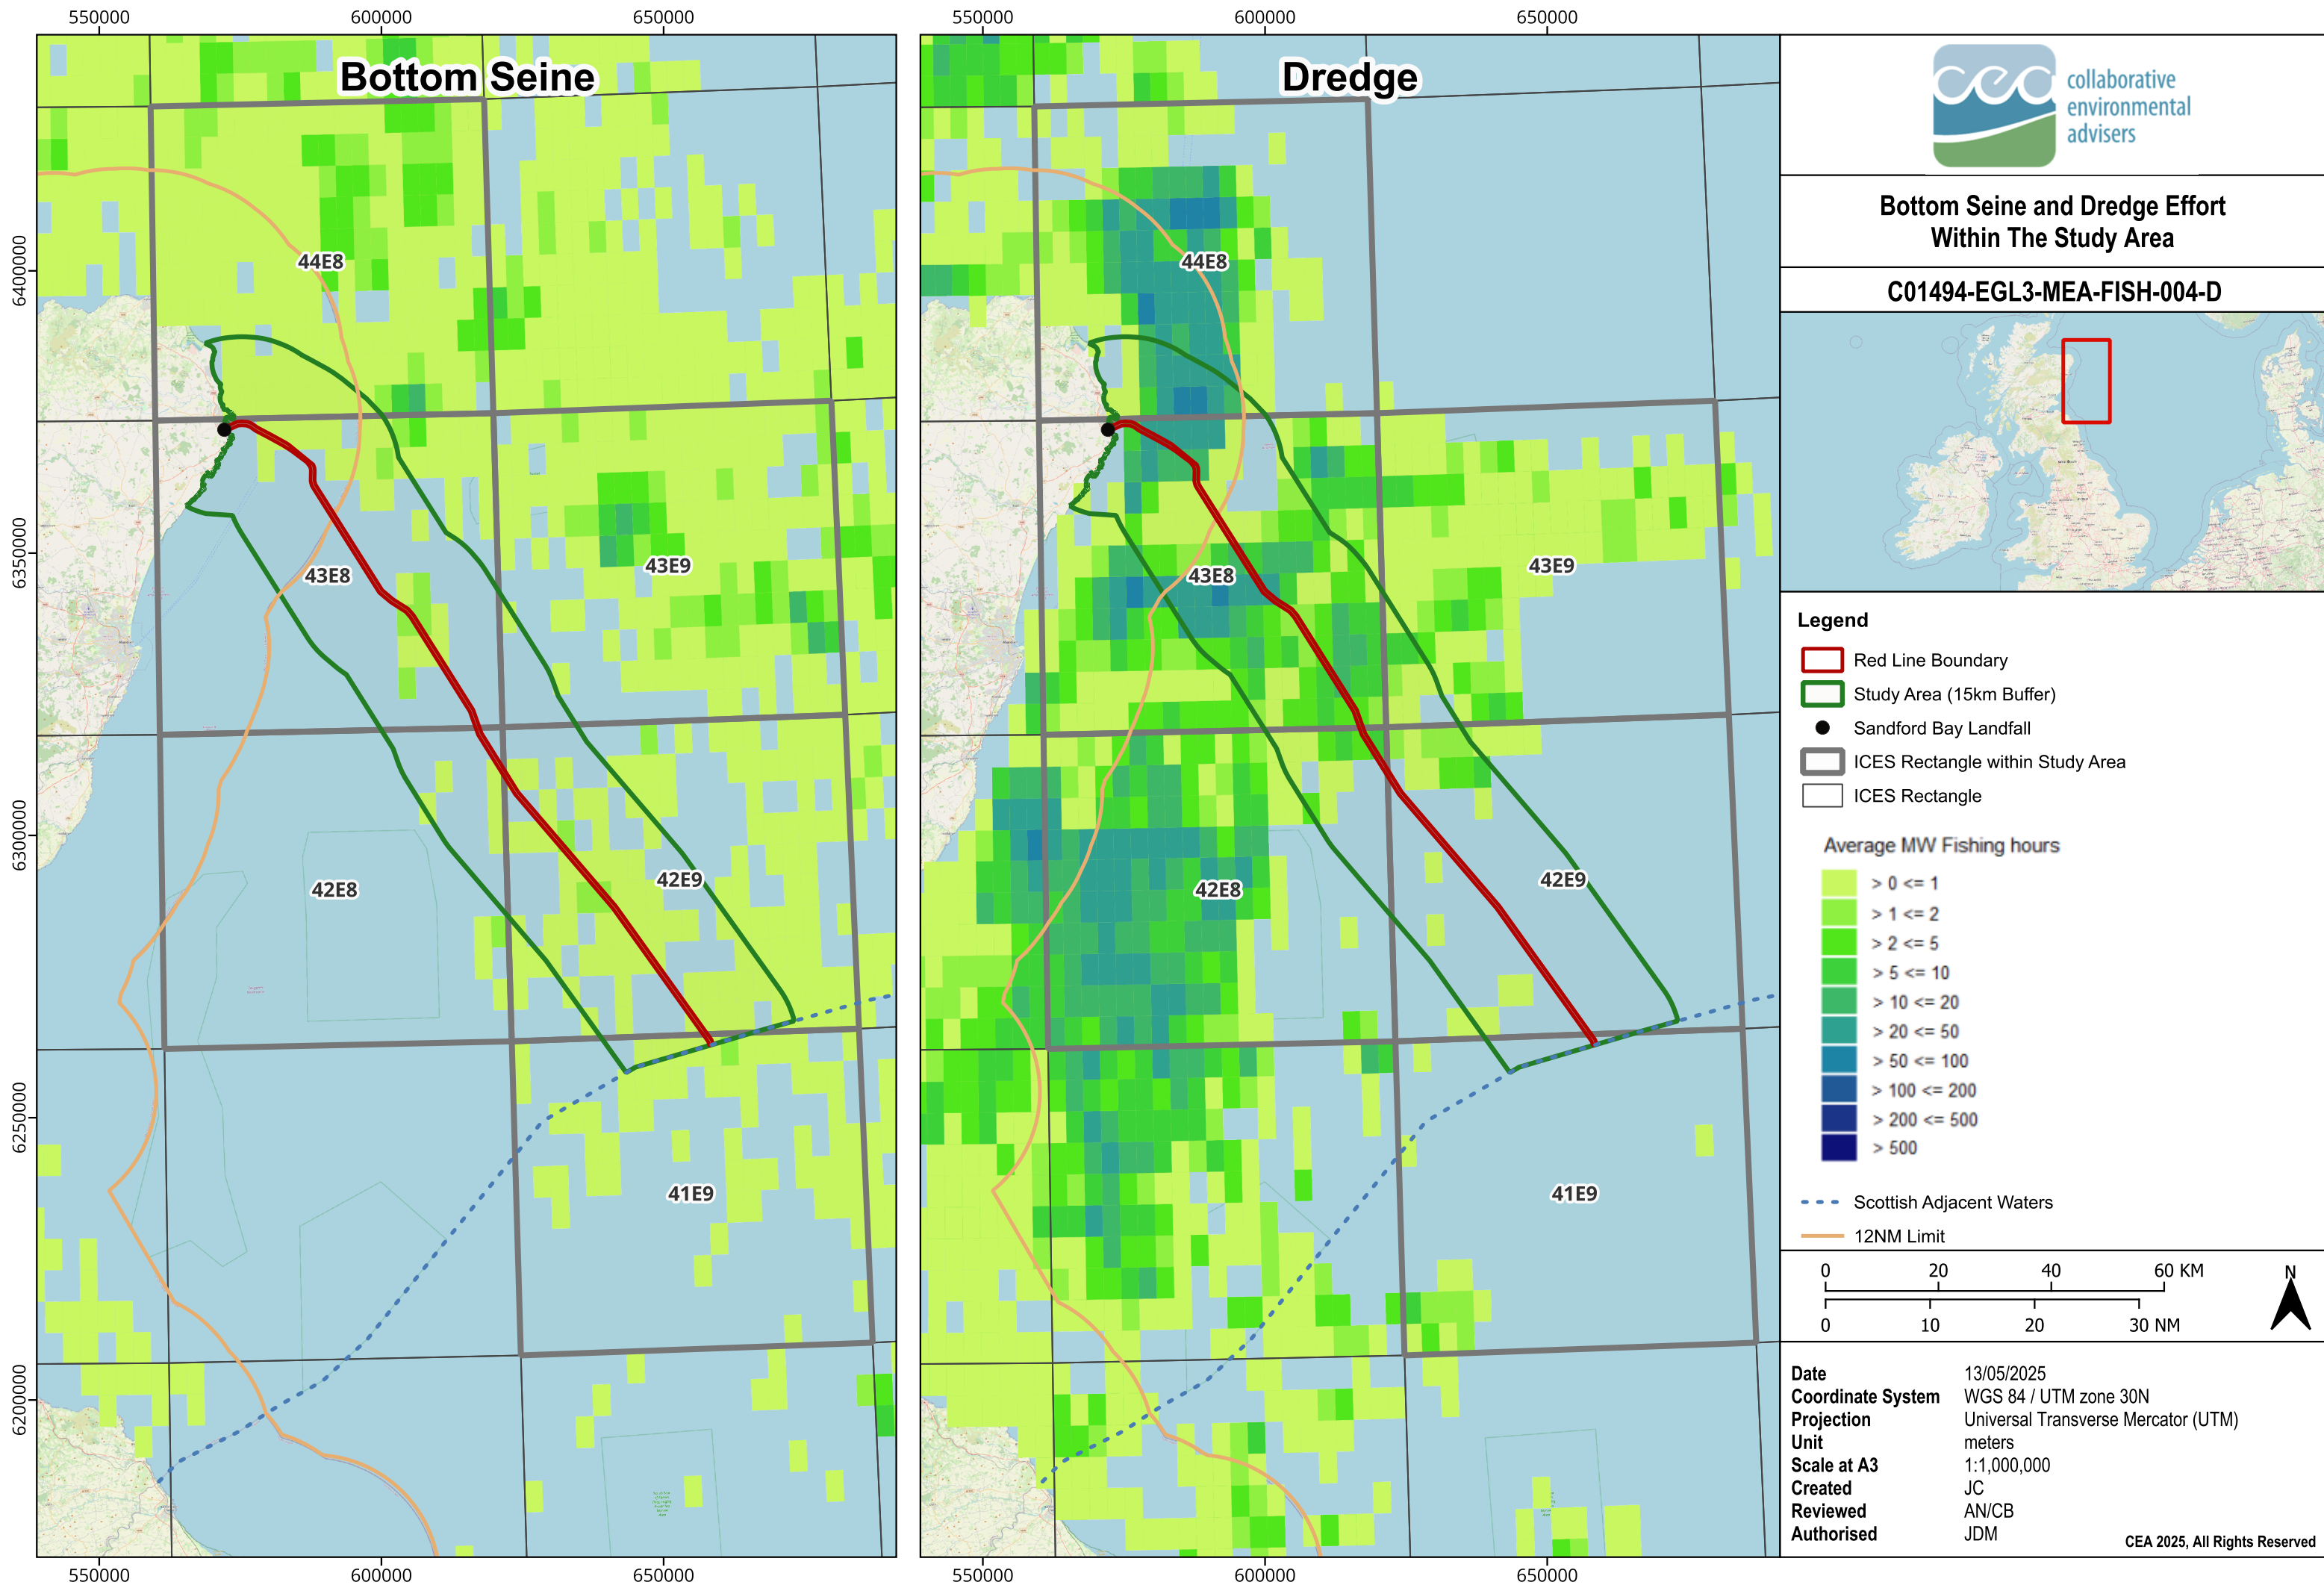 550000
600000
650000
550000
600000
650000
6400000
6350000
6300000
6250000
6200000
Bottom Seine
44E8
43E8
43E9
42E8
42E9
41E9
Dredge
44E8
43E8
43E9
42E8
42E9
41E9
550000
600000
650000
550000
600000
650000
cea
collaborative
environmental
advisers
Bottom Seine and Dredge Effort
Within The Study Area
C01494-EGL3-MEA-FISH-004-D
Legend
Red Line Boundary
Study Area (15km Buffer)
Sandford Bay Landfall
ICES Rectangle within Study Area
ICES Rectangle
Average MW Fishing hours
> 0 <= 1
> 1 <= 2
> 2 <= 5
> 5 <= 10
> 10 <= 20
> 20 <= 50
> 50 <= 100
> 100 <= 200
> 200 <= 500
> 500
Scottish Adjacent Waters
12NM Limit
0 20 40 60 KM
0 10 20 30 NM
N
Date 13/05/2025
Coordinate System WGS 84 / UTM zone 30N
Projection Universal Transverse Mercator (UTM)
Unit meters
Scale at A3 1:1,000,000
Created JC
Reviewed AN/CB
Authorised JDM
CEA 2025, All Rights Reserved